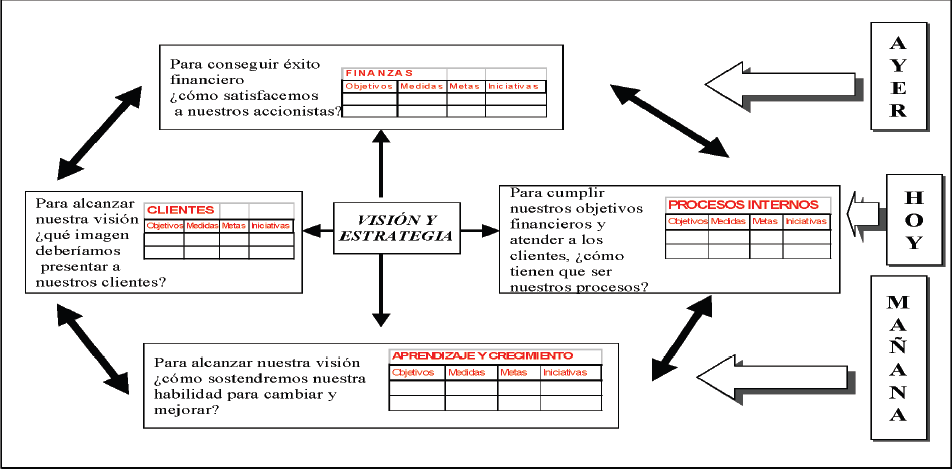 Para conseguir éxito
financiero
¿cómo satisfacemos
a nuestros accionistas?
FINANZAS
Objetivos Medidas Metas Iniciativas
AYER
Para alcanzar
nuestra visión
¿qué imagen
deberíamos
presentar a
nuestros clientes?
CLIENTES
Objetivos Medidas Metas Iniciativas
VISIÓN Y
ESTRATEGIA
Para cumplir
nuestros objetivos
financieros y
atender a los
clientes, ¿cómo
tienen que ser
nuestros procesos?
PROCESOS INTERNOS
Objetivos Medidas Metas Iniciativas
HOY
Para alcanzar nuestra visión
¿cómo sostendremos nuestra
habilidad para cambiar y
mejorar?
APRENDIZAJE Y CRECIMIENTO
Objetivos Medidas Metas Iniciativas
MAÑANA